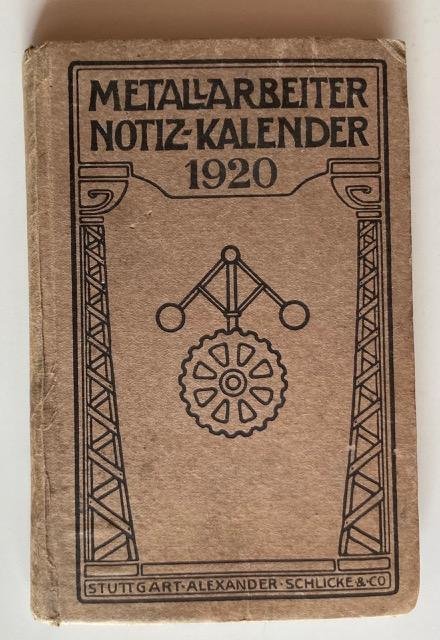 METALLARBEITER
NOTIZ-KALENDER
1920
STUTTGART·ALEXANDER·SCHLICKE·&·CO